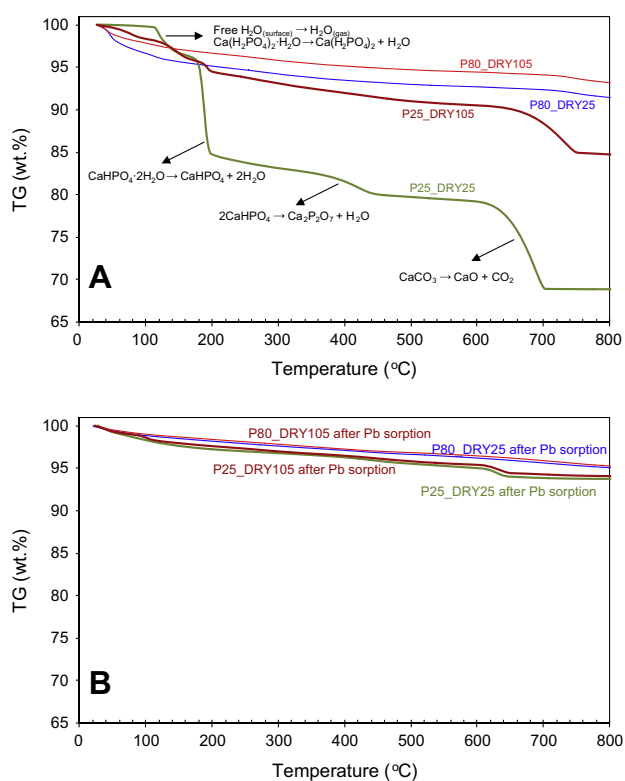 100
95
90
85
80
75
70
65
TG (wt.%)
Free H₂O(surface) → H₂O(gas)
Ca(H₂PO₄)₂·H₂O → Ca(H₂PO₄)₂ + H₂O
P80_DRY105
P80_DRY25
P25_DRY105
CaHPO₄·2H₂O → CaHPO₄ + 2H₂O
P25_DRY25
2CaHPO₄ → Ca₂P₂O₇ + H₂O
CaCO₃ → CaO + CO₂
A
0 100 200 300 400 500 600 700 800
Temperature (°C)
100
95
90
85
80
75
70
65
TG (wt.%)
P80_DRY105 after Pb sorption
P80_DRY25 after Pb sorption
P25_DRY105 after Pb sorption
P25_DRY25 after Pb sorption
B
0 100 200 300 400 500 600 700 800
Temperature (°C)